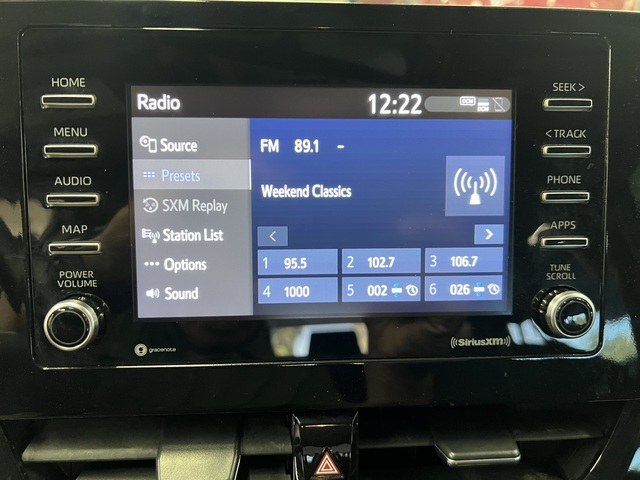 HOME
MENU
AUDIO
MAP
POWER
VOLUME
Radio 12:22
Source
Presets
SXM Replay
Station List
Options
Sound
FM 89.1 -
Weekend Classics
< >
1 95.5 2 102.7 3 106.7
4 1000 5 002 6 026
SEEK >
< TRACK
PHONE
APPS
TUNE
SCROLL
gracenote
SiriusXM